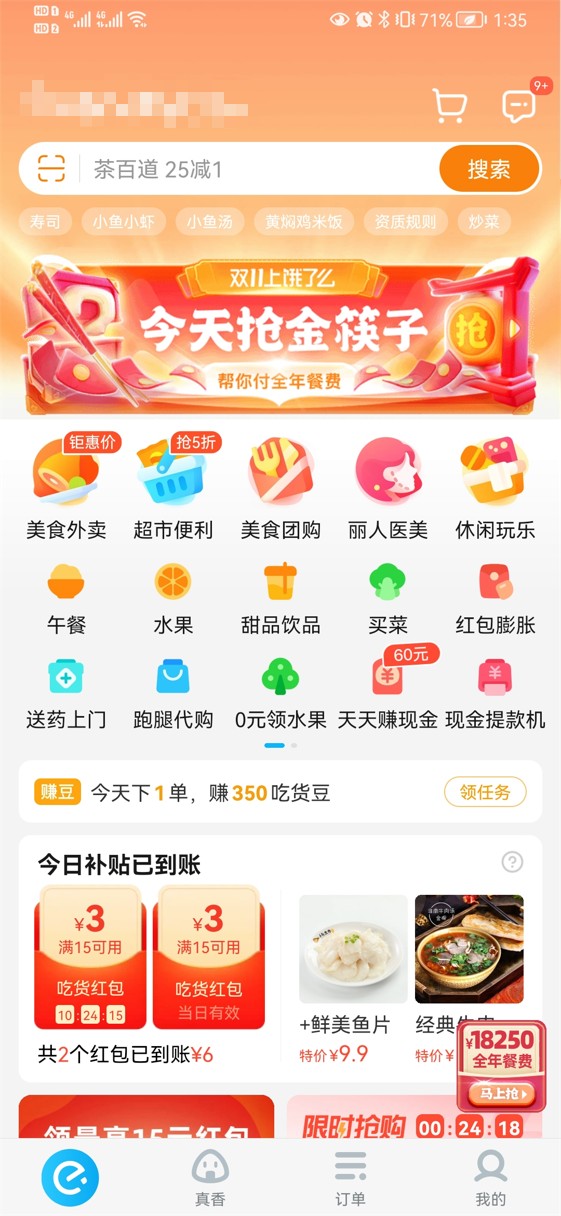 HD 1 4G 4G 71% 1:35
HD 2
9+
茶百道 25减1 搜索
寿司 小鱼小虾 小鱼汤 黄焖鸡米饭 资质规则 炒菜
双11上饿了么
今天抢金筷子 抢
帮你付全年餐费
钜惠价 抢5折
美食外卖 超市便利 美食团购 丽人医美 休闲玩乐
午餐 水果 甜品饮品 买菜 红包膨胀
60元
送药上门 跑腿代购 0元领水果 天天赚现金 现金提款机
赚豆 今天下1单，赚350吃货豆 领任务
今日补贴已到账 ?
¥3 ¥3
满15可用 满15可用
吃货红包 吃货红包
10:24:15 当日有效
+鲜美鱼片 经典牛肉
共2个红包已到账¥6 特价¥9.9 特价¥
¥18250
全年餐费
马上抢
领最高15元红包 限时抢购 00:24:18
真香 订单 我的